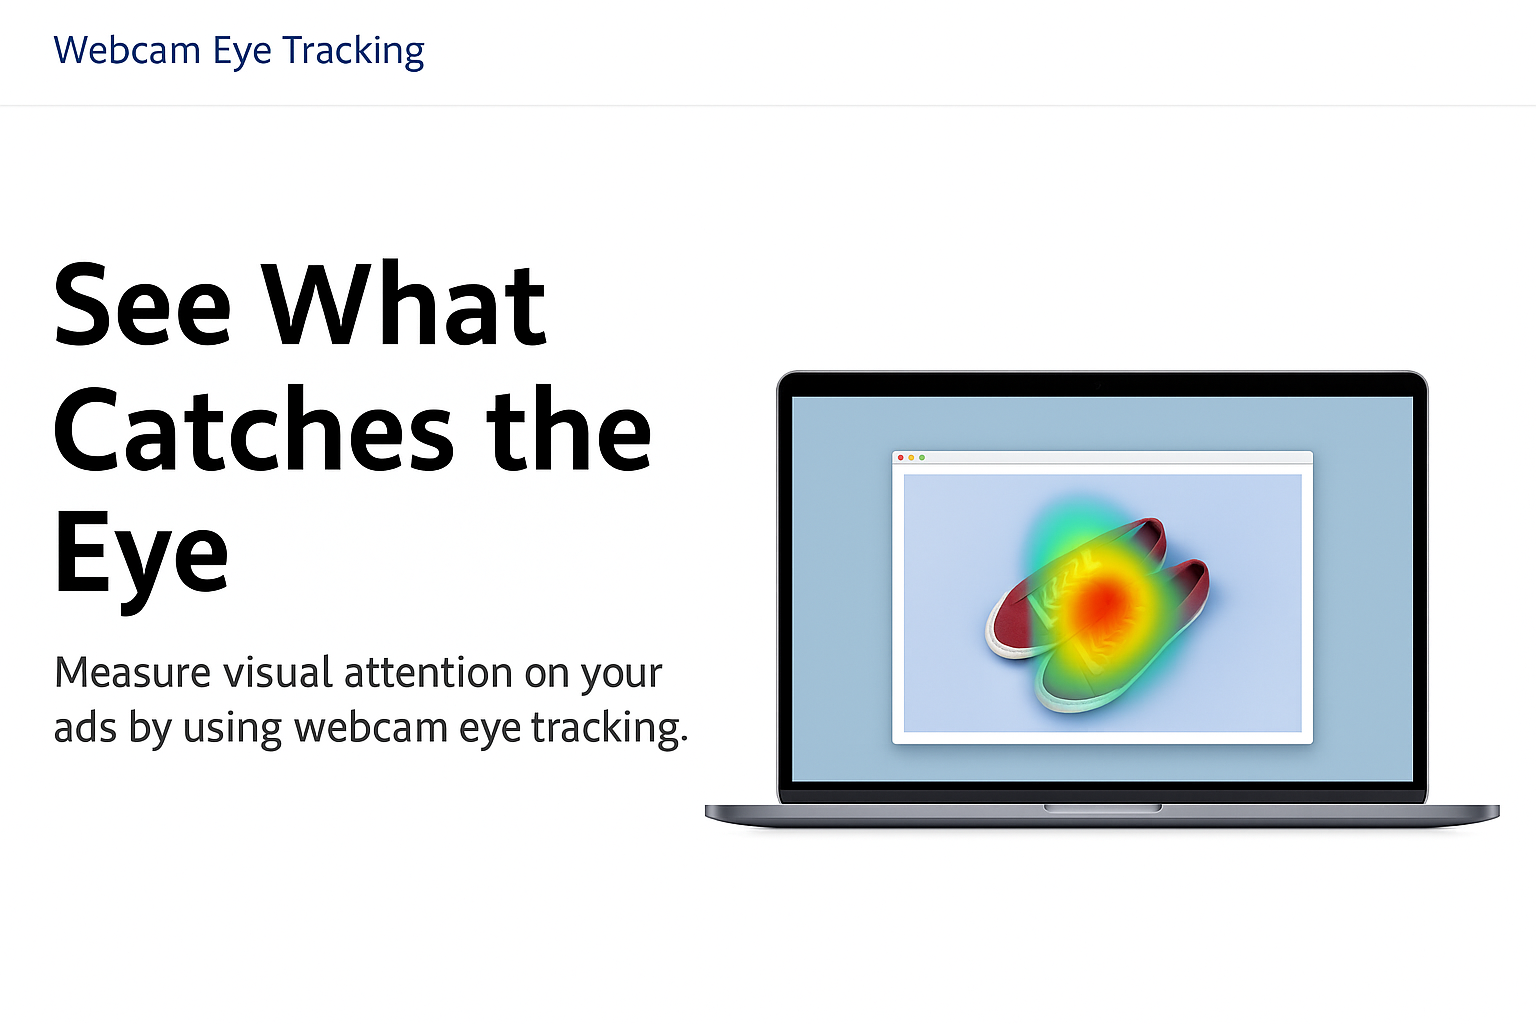 Webcam Eye Tracking
See What
Catches the
Eye
Measure visual attention on your
ads by using webcam eye tracking.